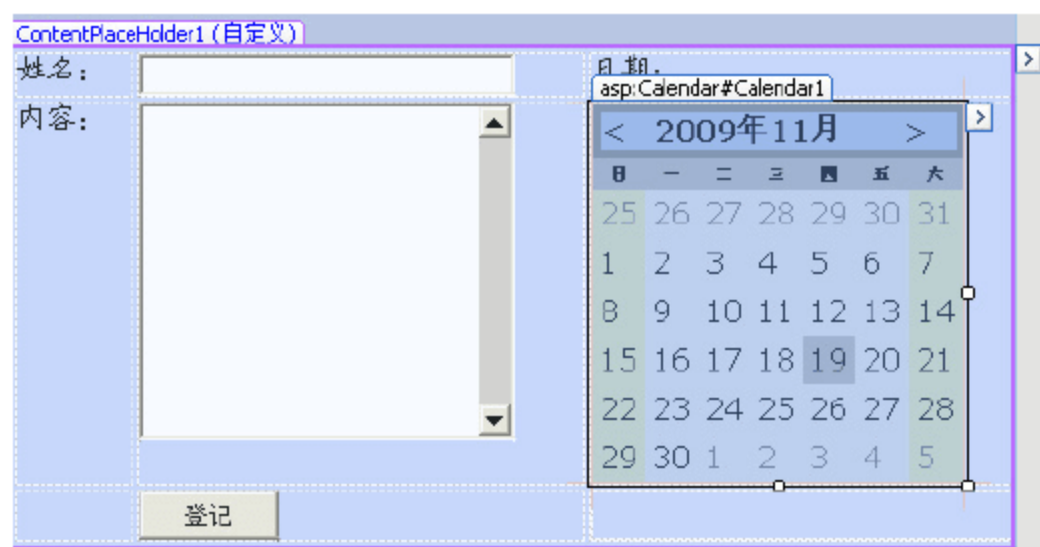 ContentPlaceHolder1 (自定义)
姓名：
日期：
asp:Calendar#Calendar1
内容：
< 2009年11月 >
日 一 二 三 四 五 六
25 26 27 28 29 30 31
1 2 3 4 5 6 7
8 9 10 11 12 13 14
15 16 17 18 19 20 21
22 23 24 25 26 27 28
29 30 1 2 3 4 5
登记